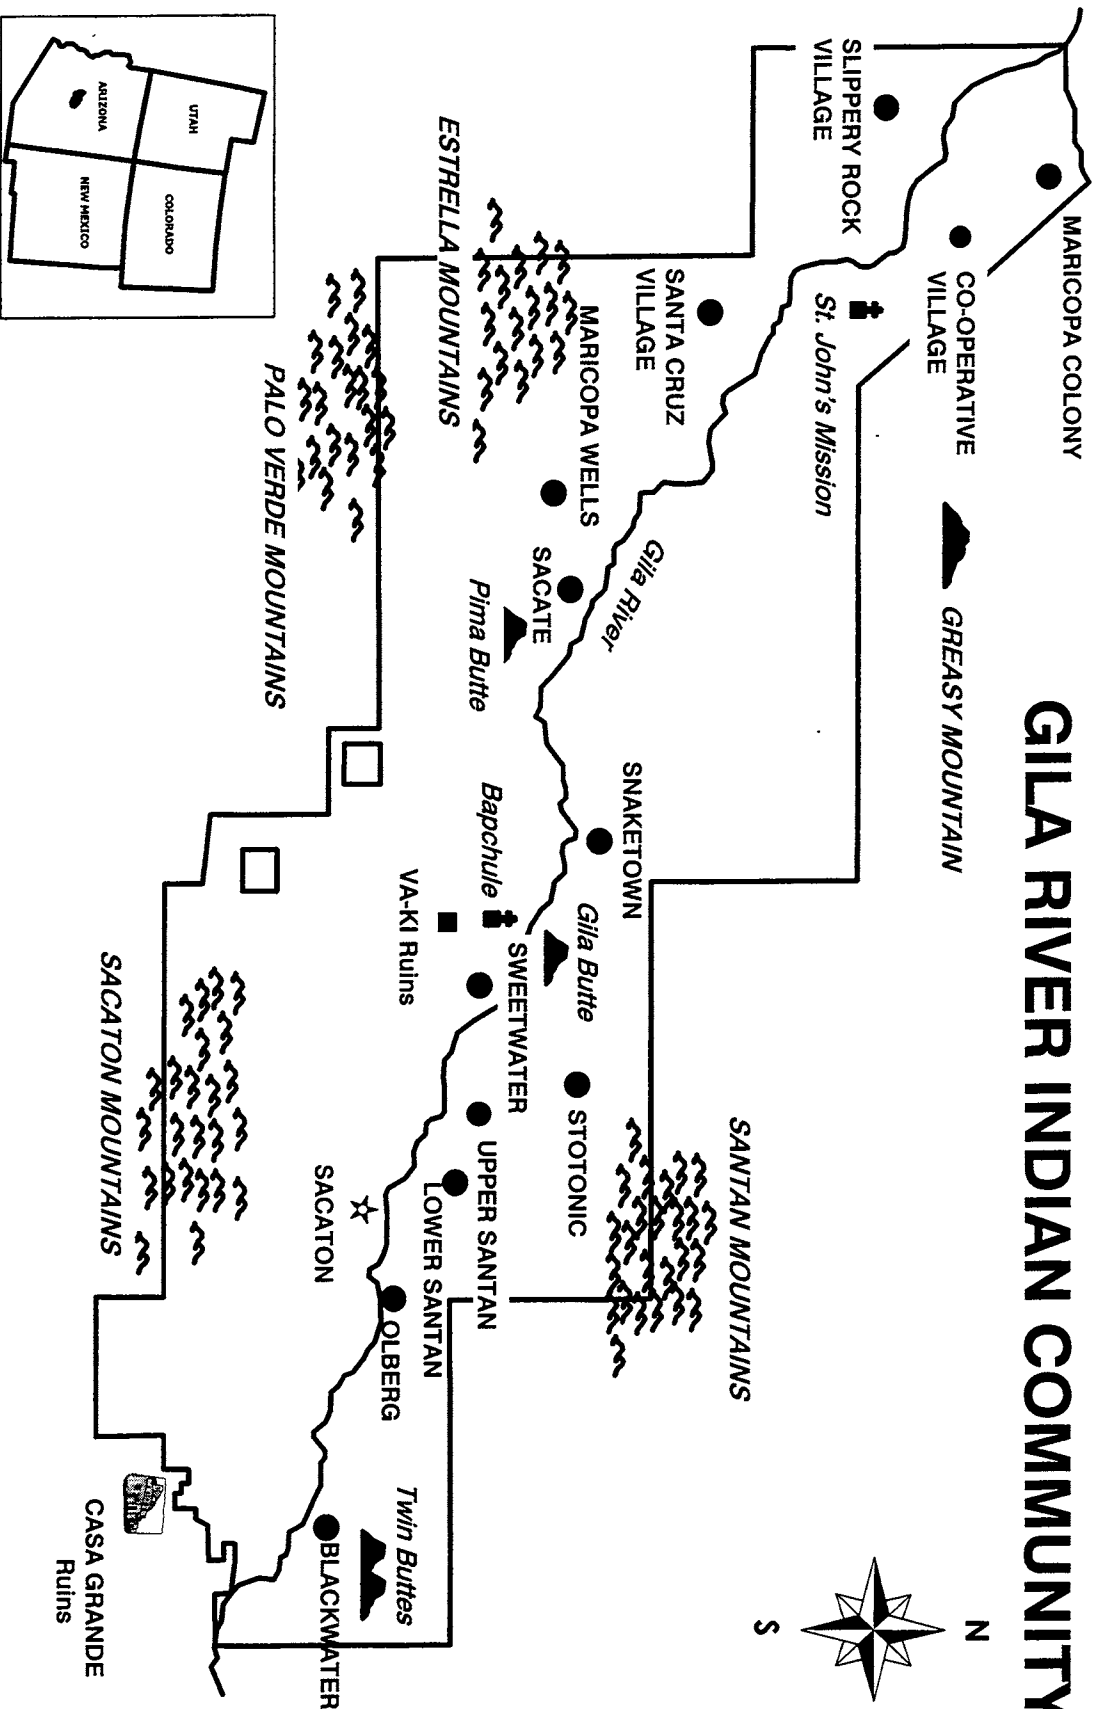 GILA RIVER INDIAN COMMUNITY
N
S
MARICOPA COLONY
CO-OPERATIVE
VILLAGE
GREASY MOUNTAIN
SLIPPERY ROCK
VILLAGE
St. John's Mission
SANTA CRUZ
VILLAGE
Gila River
MARICOPA WELLS
SACATE
Pima Butte
ESTRELLA MOUNTAINS
PALO VERDE MOUNTAINS
SNAKETOWN
Gila Butte
Bapchule
SWEETWATER
VA-KI Ruins
STOTONIC
SANTAN MOUNTAINS
UPPER SANTAN
LOWER SANTAN
SACATON
OLBERG
SACATON MOUNTAINS
Twin Buttes
BLACKWATER
CASA GRANDE
Ruins
UTAH
COLORADO
ARIZONA
NEW MEXICO